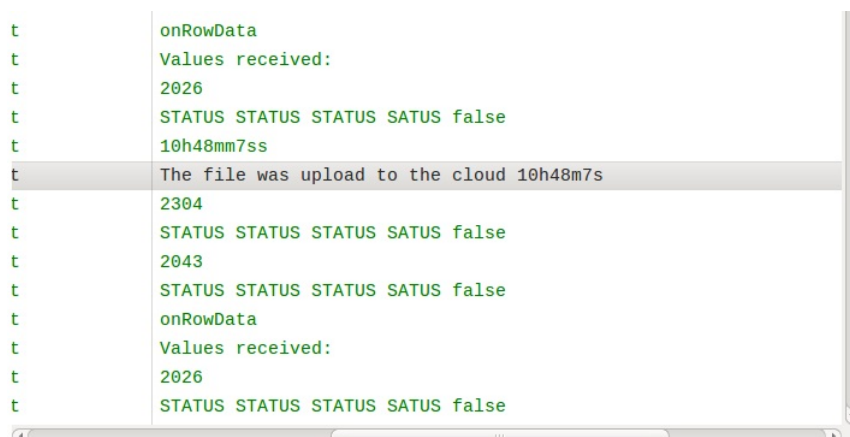 t onRowData
t Values received:
t 2026
t STATUS STATUS STATUS SATUS false
t 10h48mm7ss
t The file was upload to the cloud 10h48m7s
t 2304
t STATUS STATUS STATUS SATUS false
t 2043
t STATUS STATUS STATUS SATUS false
t onRowData
t Values received:
t 2026
t STATUS STATUS STATUS SATUS false